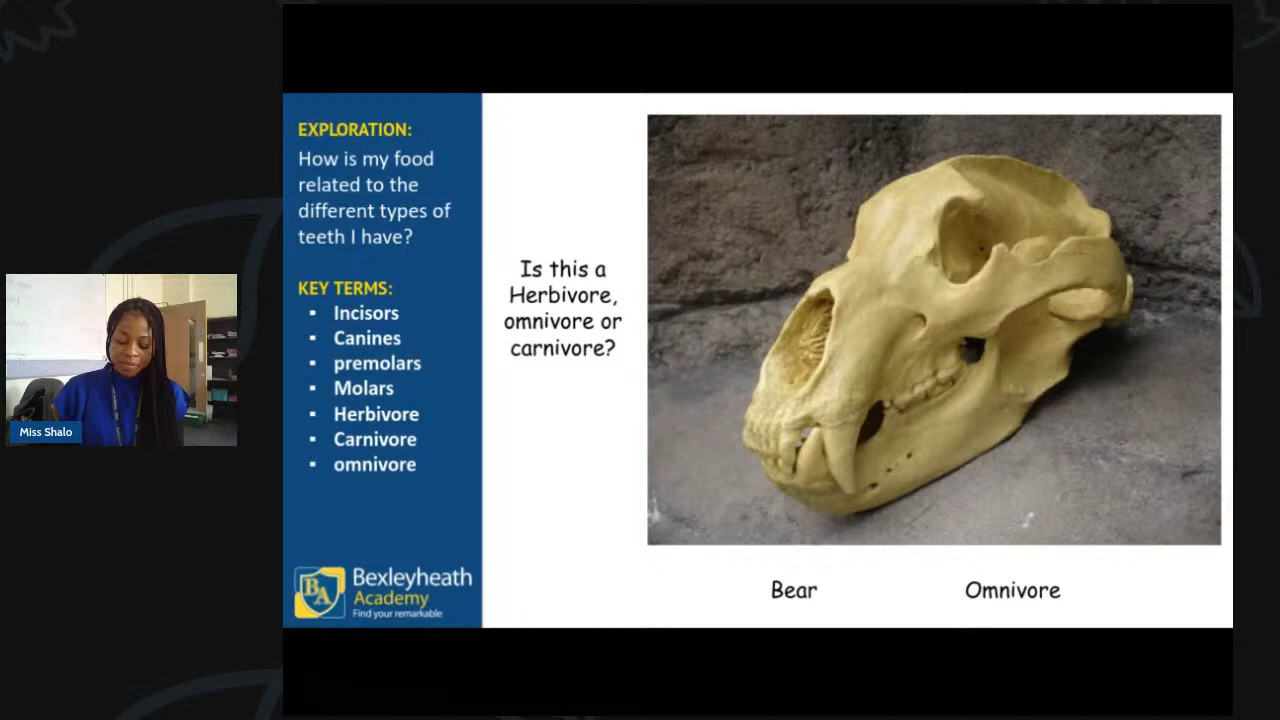 EXPLORATION:
How is my food
related to the
different types of
teeth I have?
KEY TERMS:
▪ Incisors
▪ Canines
▪ premolars
▪ Molars
▪ Herbivore
▪ Carnivore
▪ omnivore
BA
Bexleyheath
Academy
Find your remarkable
Is this a
Herbivore,
omnivore or
carnivore?
Bear
Omnivore
Miss Shalo